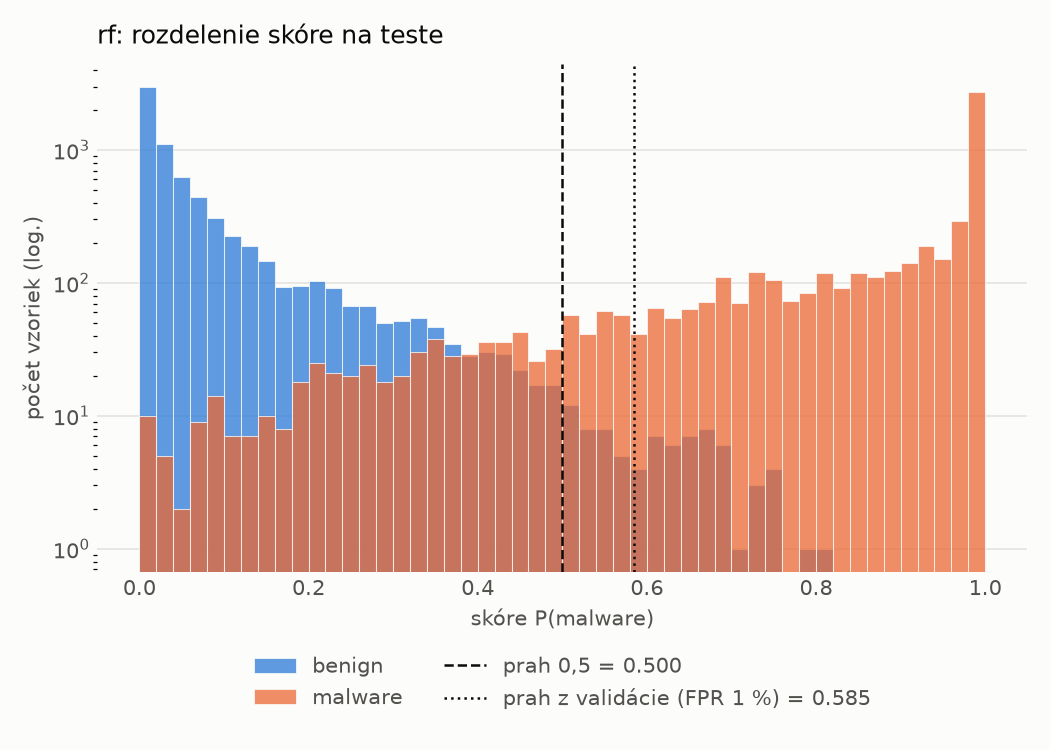 rf: rozdelenie skóre na teste
počet vzoriek (log.)
10³
10²
10¹
10⁰
0.0 0.2 0.4 0.6 0.8 1.0
skóre P(malware)
benign
malware
prah 0,5 = 0.500
prah z validácie (FPR 1 %) = 0.585